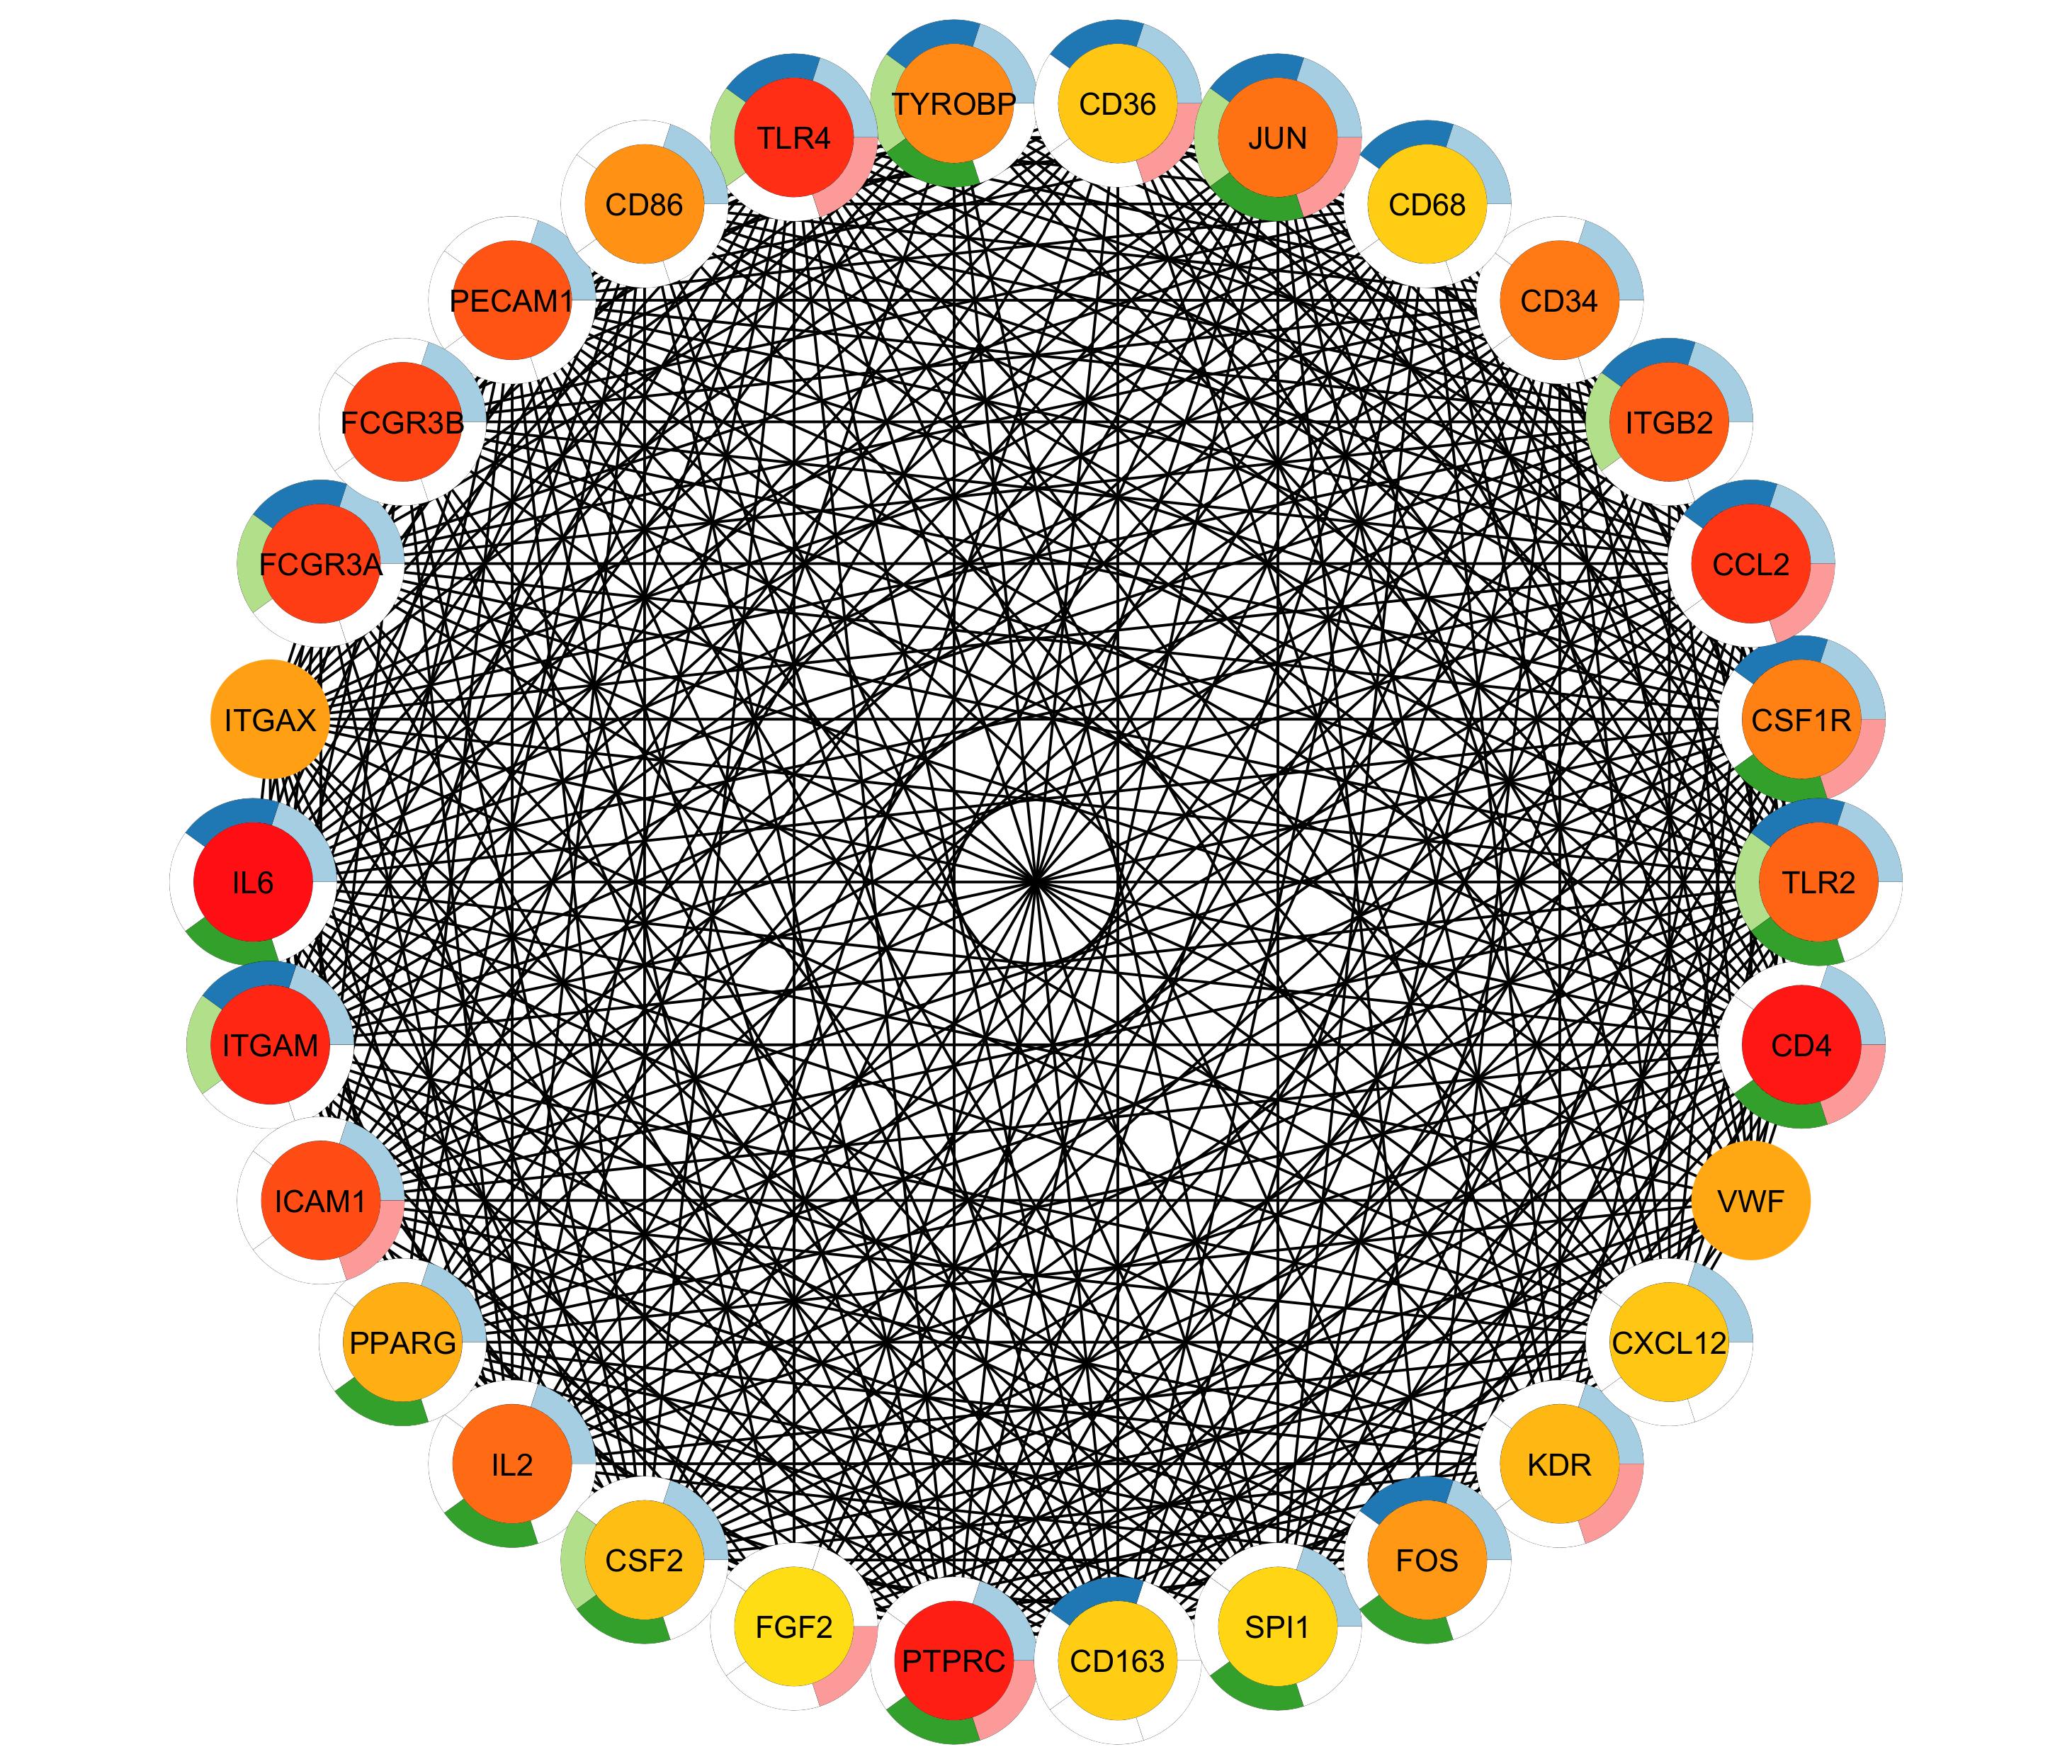 TYROBP
CD36
TLR4
JUN
CD86
CD68
PECAM1
CD34
FCGR3B
ITGB2
FCGR3A
CCL2
ITGAX
CSF1R
IL6
TLR2
ITGAM
CD4
ICAM1
VWF
PPARG
CXCL12
IL2
KDR
CSF2
FOS
FGF2
SPI1
PTPRC
CD163